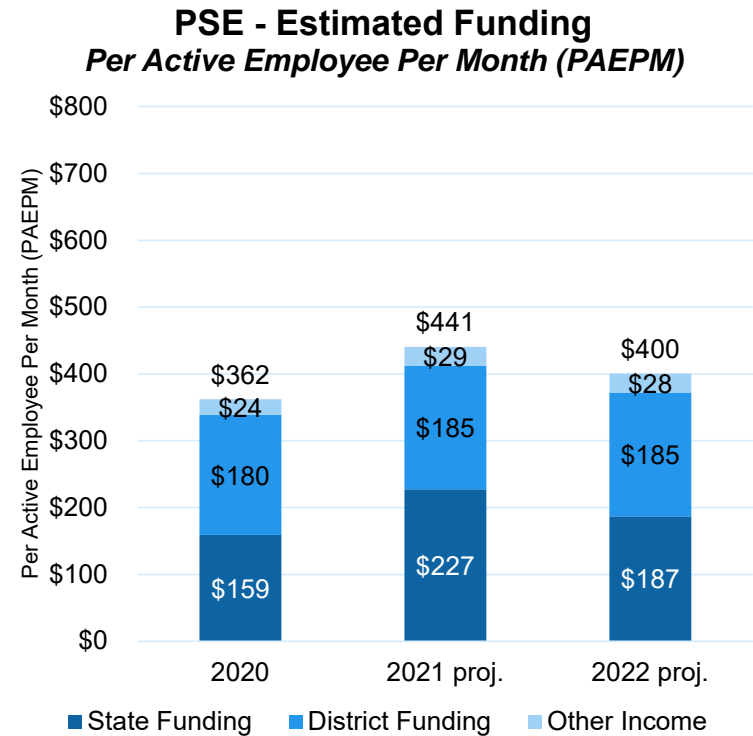 PSE - Estimated Funding
Per Active Employee Per Month (PAEPM)
Per Active Employee Per Month (PAEPM)
$800
$700
$600
$500
$400
$300
$200
$100
$0
$362
$24
$180
$159
$441
$29
$185
$227
$400
$28
$185
$187
2020
2021 proj.
2022 proj.
State Funding
District Funding
Other Income